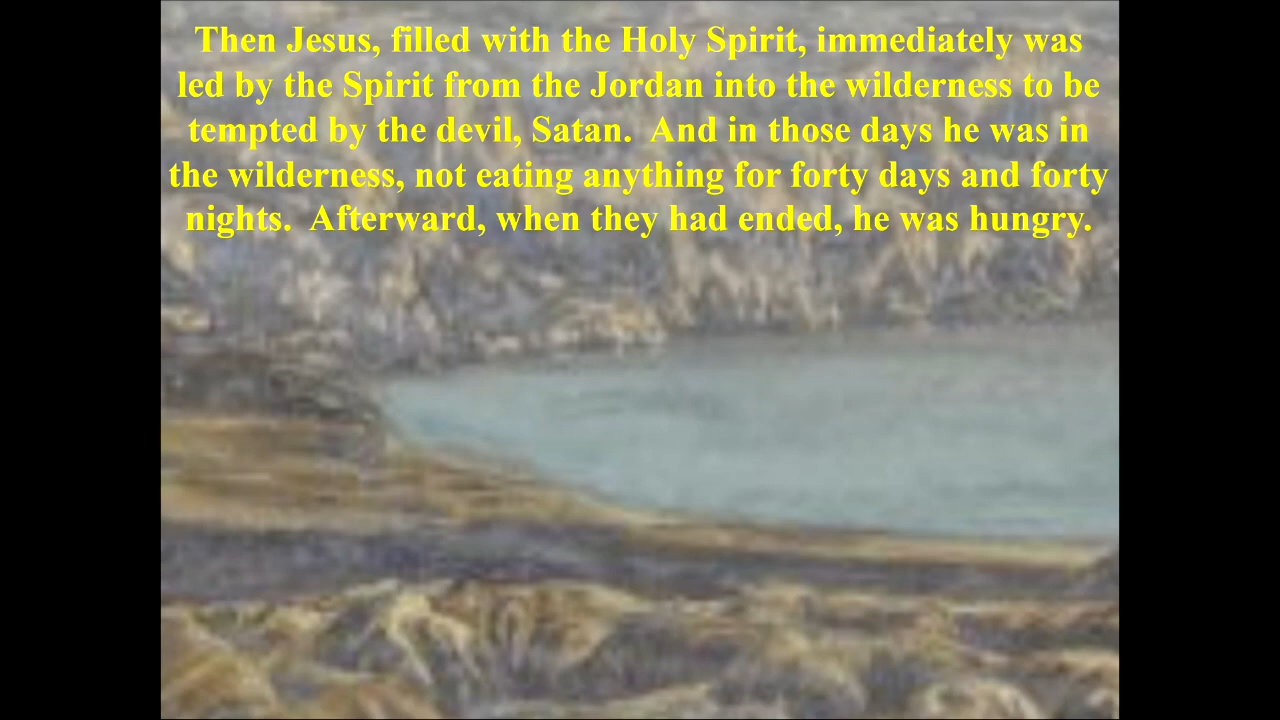 Then Jesus, filled with the Holy Spirit, immediately was
led by the Spirit from the Jordan into the wilderness to be
tempted by the devil, Satan.  And in those days he was in
the wilderness, not eating anything for forty days and forty
nights.  Afterward, when they had ended, he was hungry.